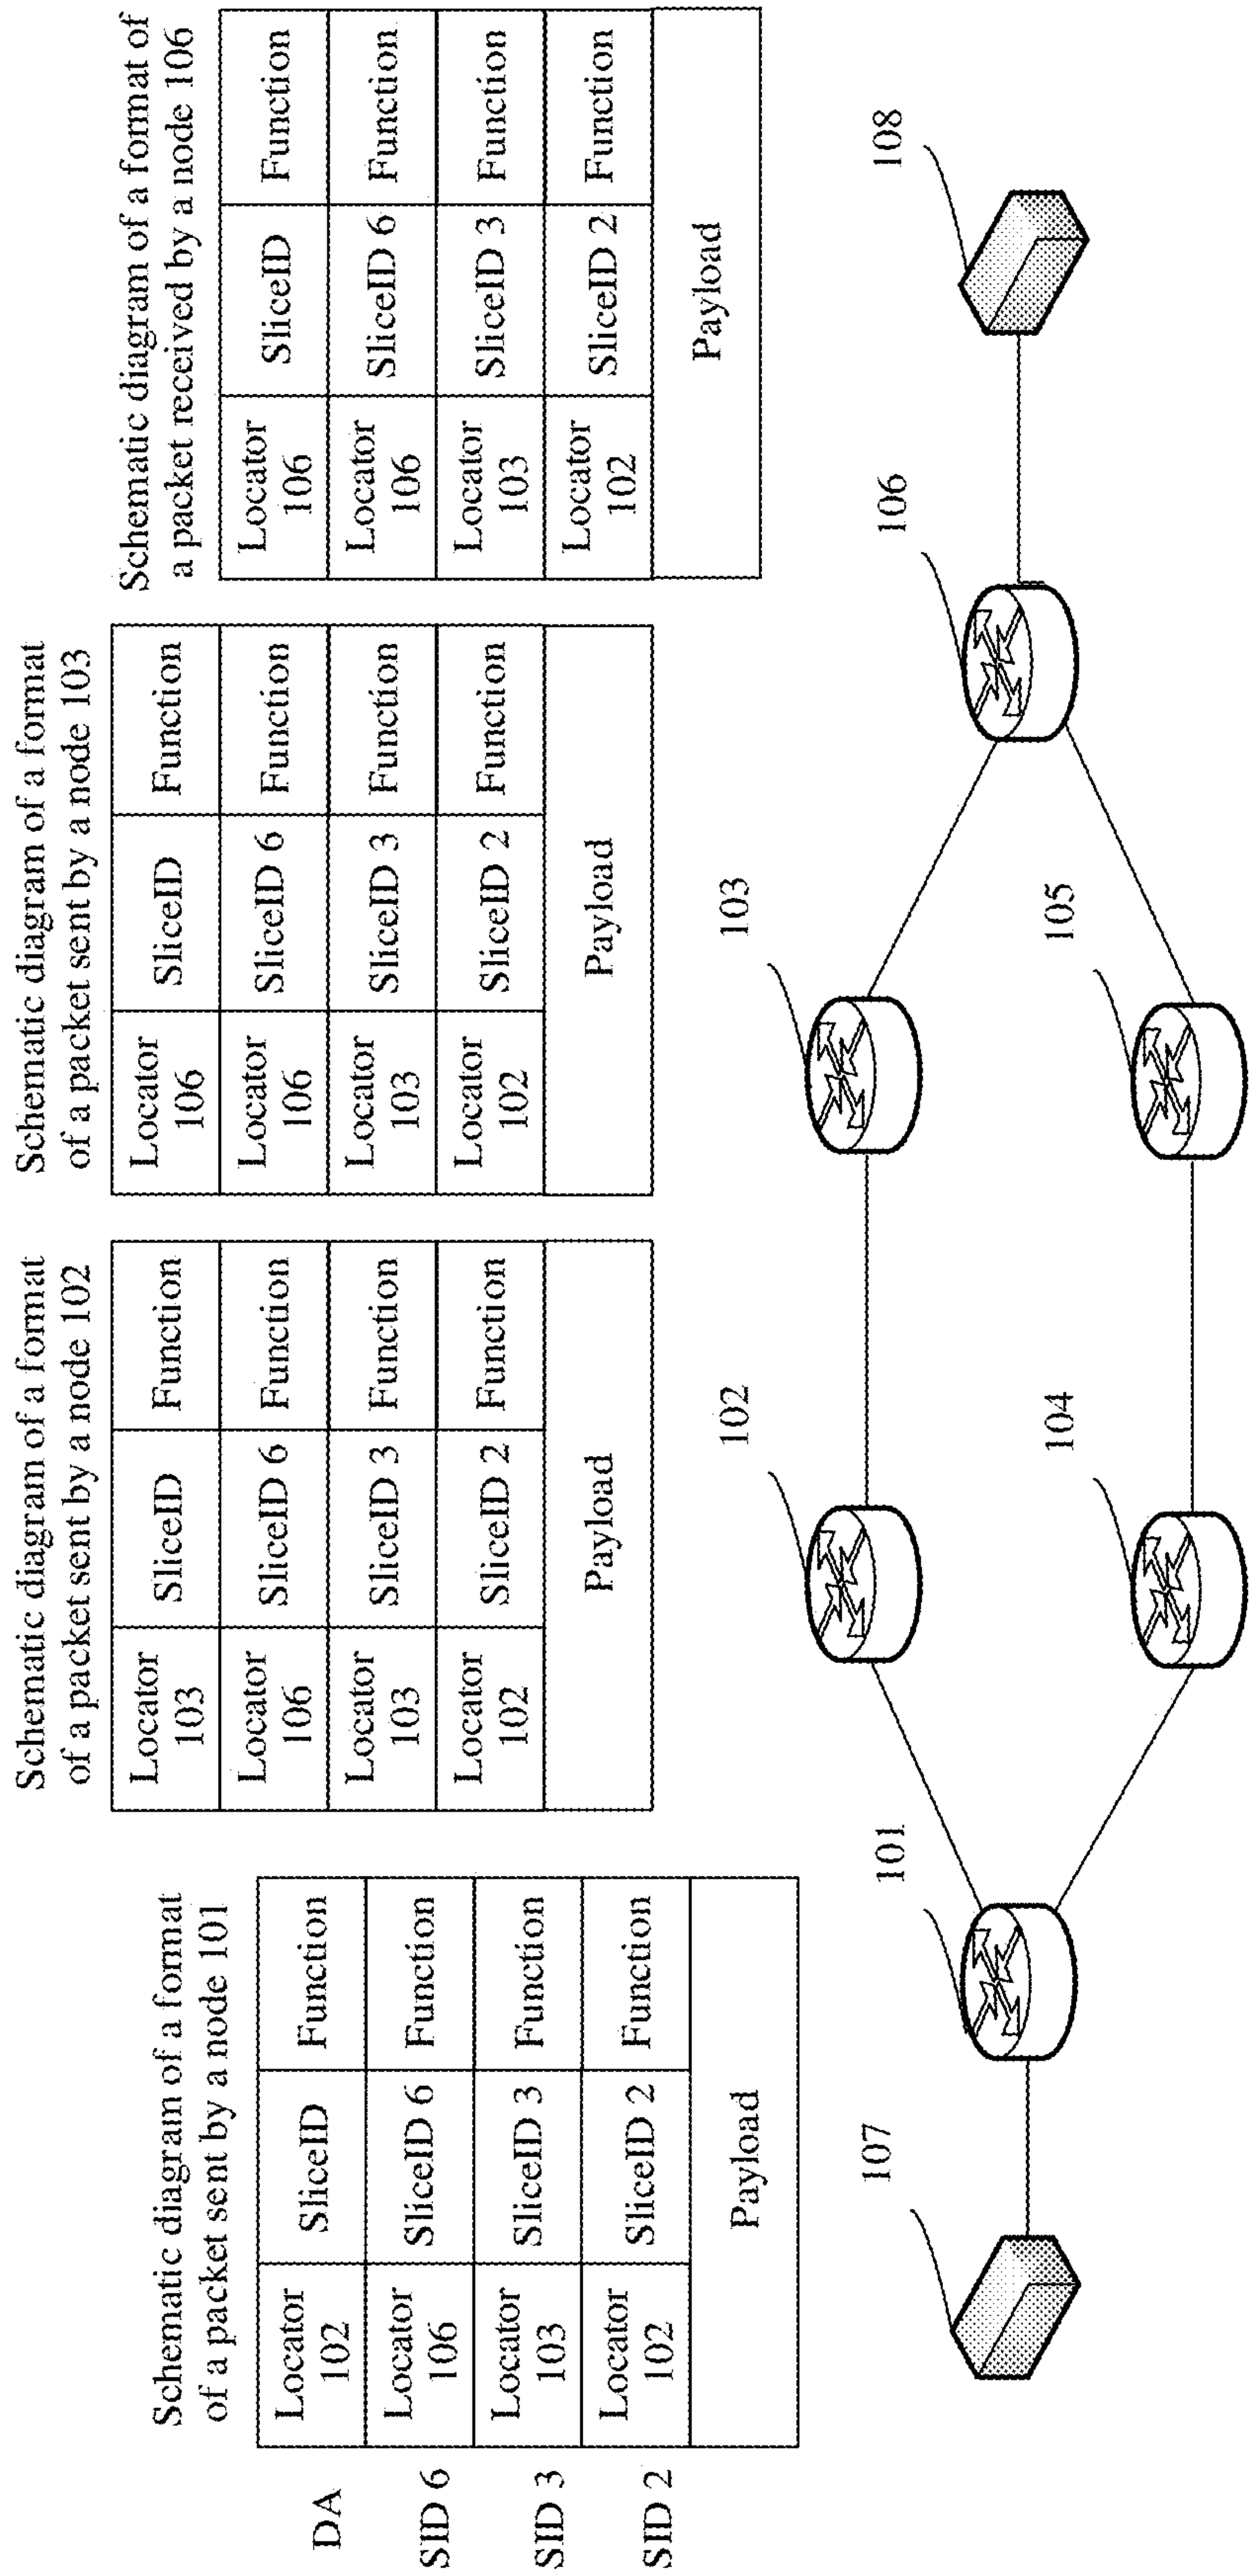 Schematic diagram of a format
of a packet sent by a node 101
DA
Locator
102
SliceID
Function
SID 6
Locator
106
SliceID 6
Function
SID 3
Locator
103
SliceID 3
Function
SID 2
Locator
102
SliceID 2
Function
Payload
Schematic diagram of a format
of a packet sent by a node 102
Locator
103
SliceID
Function
Locator
106
SliceID 6
Function
Locator
103
SliceID 3
Function
Locator
102
SliceID 2
Function
Payload
Schematic diagram of a format
of a packet sent by a node 103
Locator
106
SliceID
Function
Locator
106
SliceID 6
Function
Locator
103
SliceID 3
Function
Locator
102
SliceID 2
Function
Payload
Schematic diagram of a format of
a packet received by a node 106
Locator
106
SliceID
Function
Locator
106
SliceID 6
Function
Locator
103
SliceID 3
Function
Locator
102
SliceID 2
Function
Payload
107
101
102
103
106
108
104
105